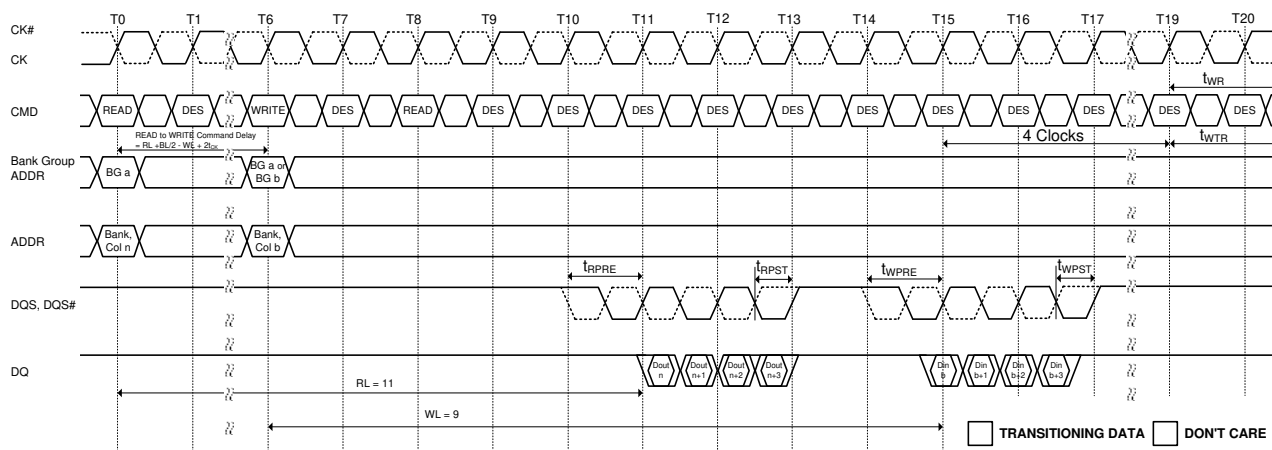 T0 T1 T6 T7 T8 T9 T10 T11 T12 T13 T14 T15 T16 T17 T19 T20
CK#
CK
tWR
CMD READ DES WRITE DES READ DES DES DES DES DES DES DES DES DES DES DES
READ to WRITE Command Delay
= RL +BL/2 - WL + 2tCK
4 Clocks
tWTR
Bank Group
ADDR
BG a
BG a or
BG b
ADDR
Bank,
Col n
Bank,
Col b
tRPRE tRPST tWPRE tWPST
DQS, DQS#
DQ
Dout
n
Dout
n+1
Dout
n+2
Dout
n+3
Din
b
Din
b+1
Din
b+2
Din
b+3
RL = 11
WL = 9
TRANSITIONING DATA DON'T CARE